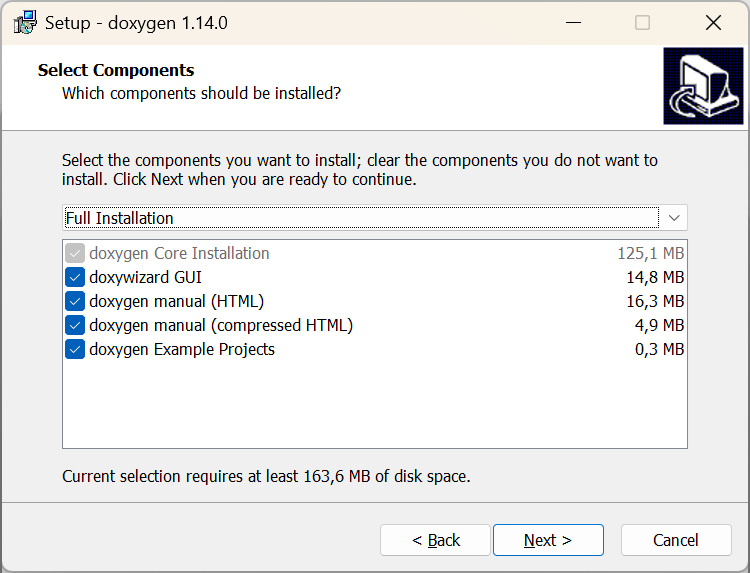 Setup - doxygen 1.14.0
Select Components
Which components should be installed?
Select the components you want to install; clear the components you do not want to
install. Click Next when you are ready to continue.
Full Installation
doxygen Core Installation 125,1 MB
doxywizard GUI 14,8 MB
doxygen manual (HTML) 16,3 MB
doxygen manual (compressed HTML) 4,9 MB
doxygen Example Projects 0,3 MB
Current selection requires at least 163,6 MB of disk space.
< Back Next > Cancel